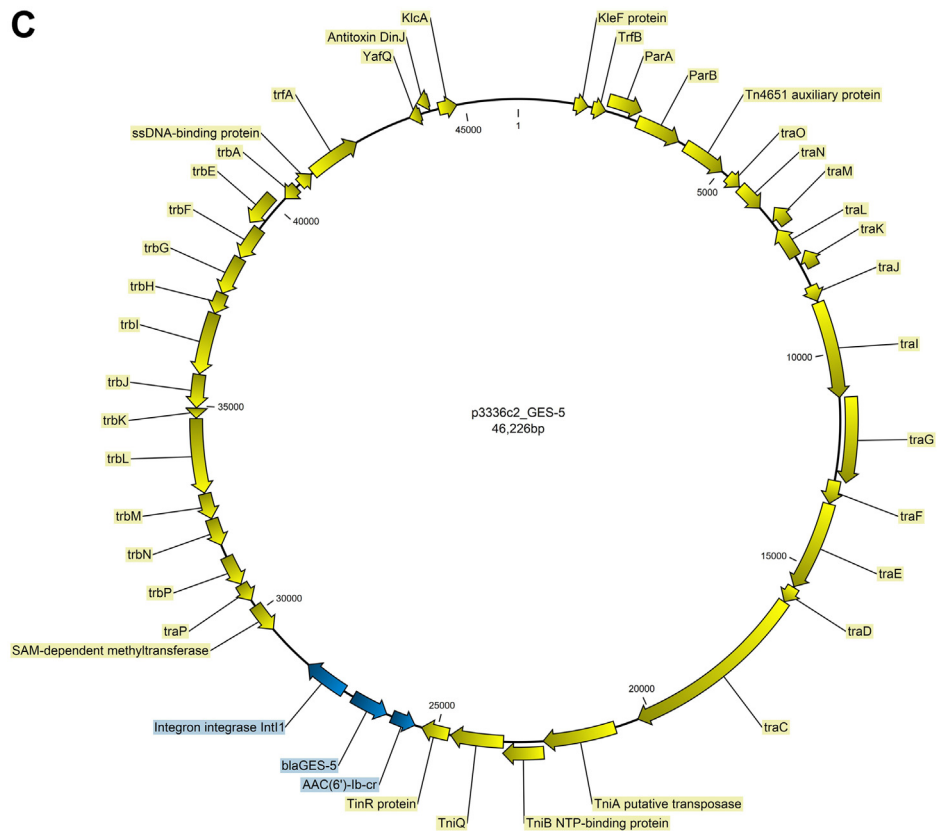 C
KlcA
KleF protein
Antitoxin DinJ
TrfB
YafQ
ParA
ParB
trfA
Tn4651 auxiliary protein
45000
1
ssDNA-binding protein
traO
trbA
traN
trbE
5000
traM
trbF
40000
traL
traK
trbG
traJ
trbH
trbI
traI
10000
trbJ
35000
p3336c2_GES-5
trbK
46,226bp
traG
trbL
trbM
traF
trbN
15000
traE
trbP
30000
traP
traD
SAM-dependent methyltransferase
20000
25000
Integron integrase IntI1
traC
blaGES-5
AAC(6')-Ib-cr
TinR protein
TniA putative transposase
TniQ
TniB NTP-binding protein